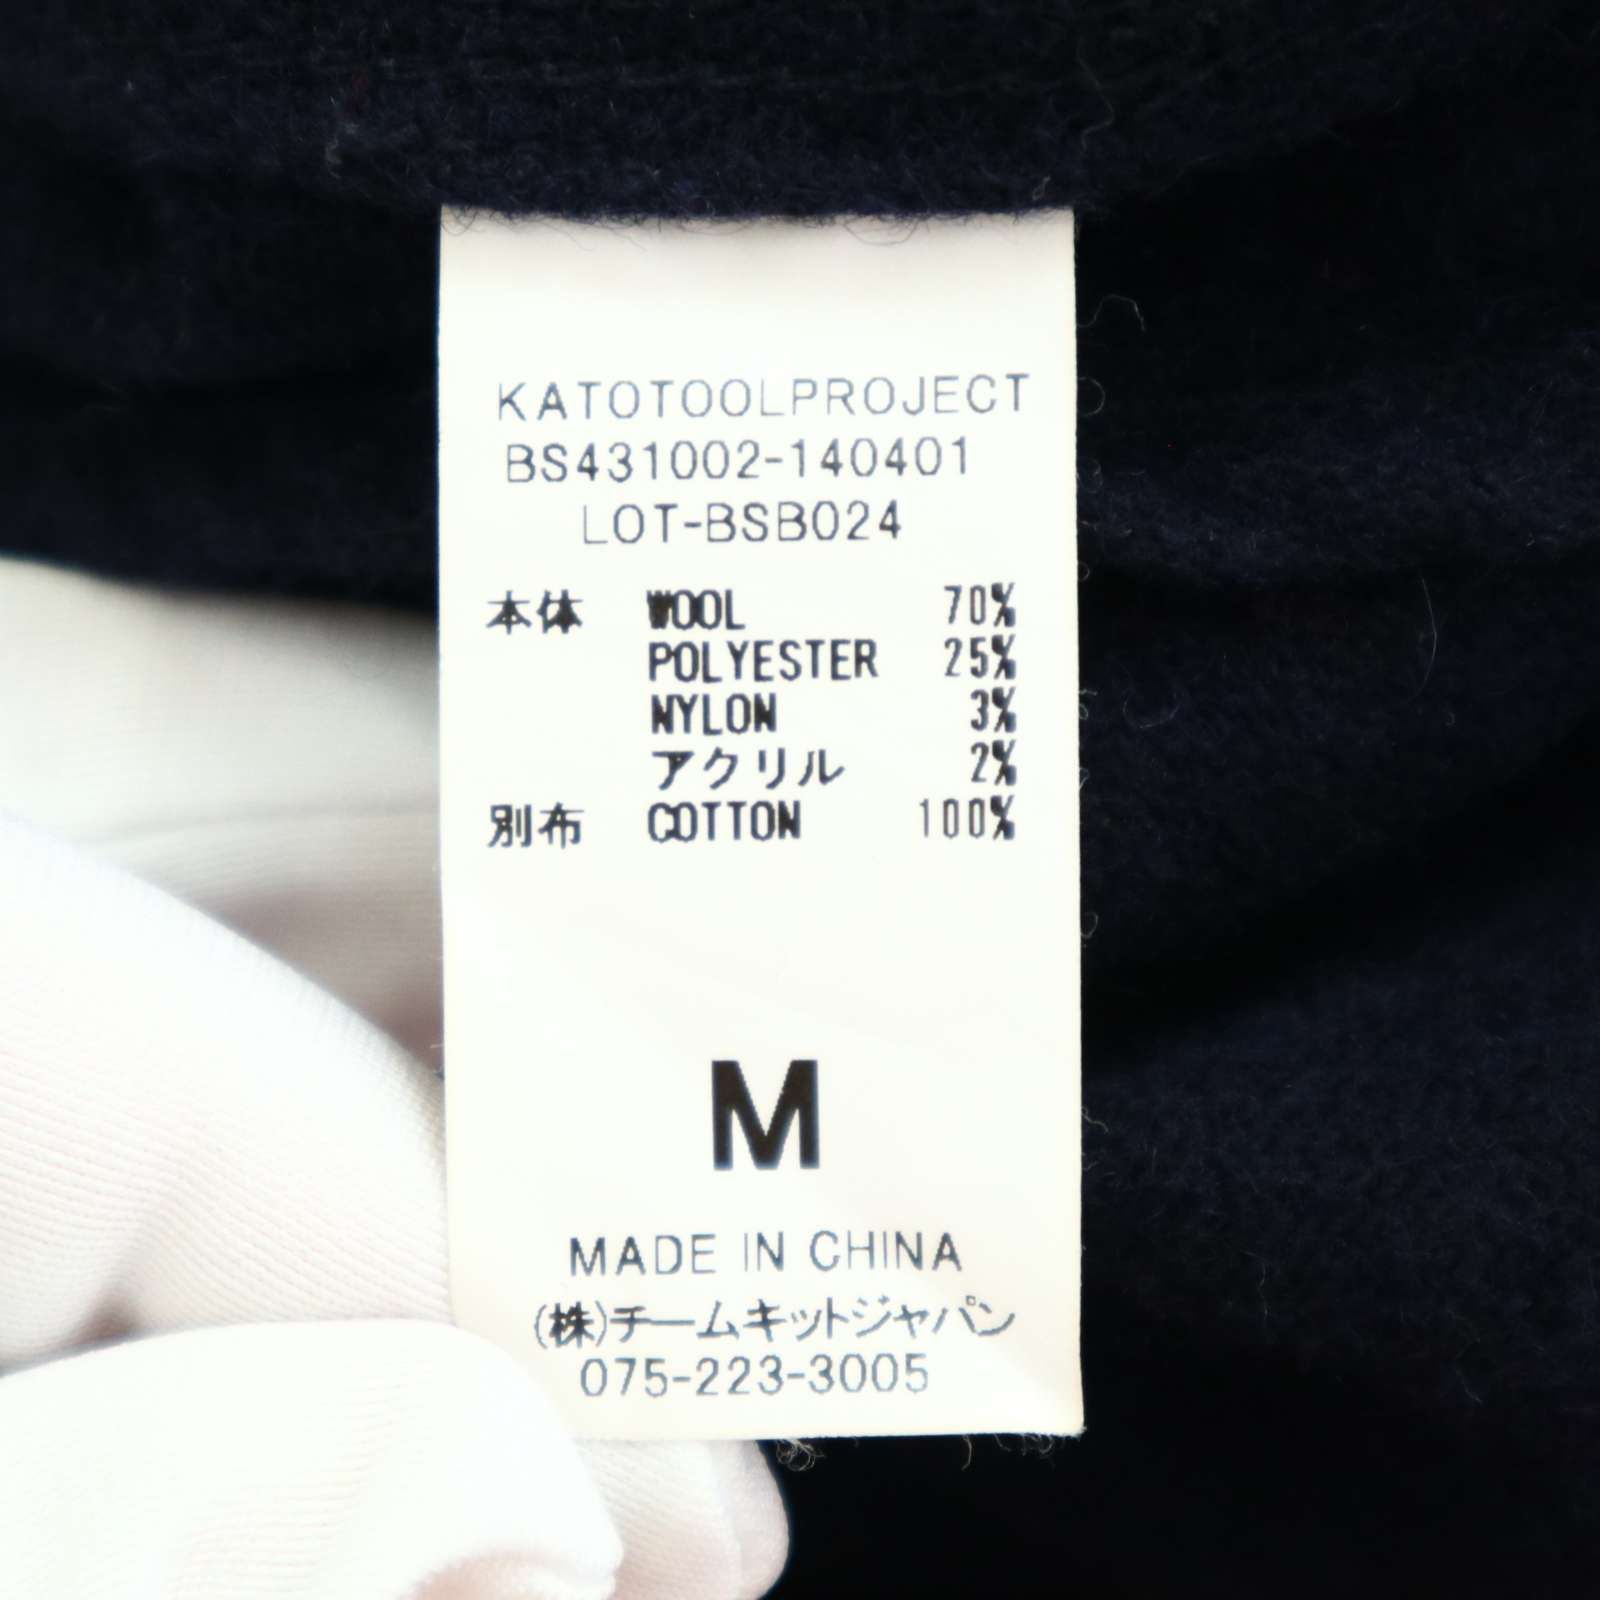 KATOTOOLPROJECT
BS431002-140401
LOT-BSB024
本体 WOOL 70%
POLYESTER 25%
NYLON 3%
アクリル 2%
別布 COTTON 100%
M
MADE IN CHINA
(株)チームキットジャパン
075-223-3005